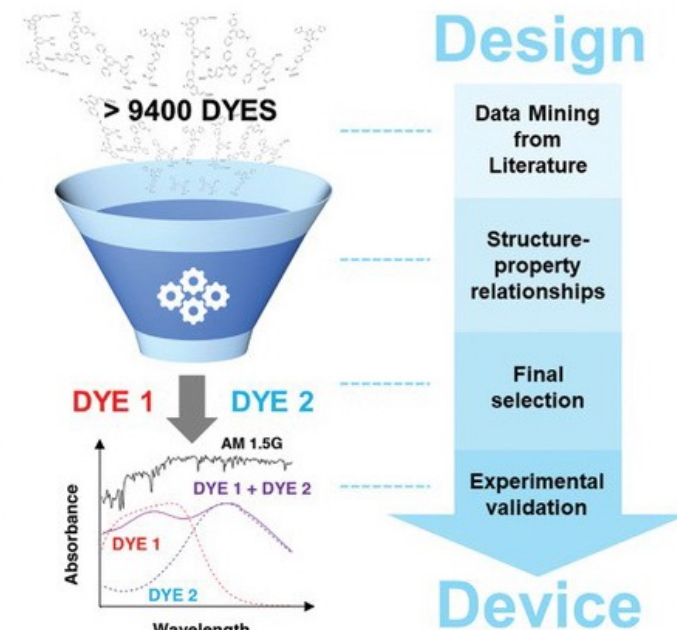 Design
> 9400 DYES
Data Mining
from
Literature
Structure-
property
relationships
DYE 1
DYE 2
Final
selection
AM 1.5G
DYE 1 + DYE 2
Absorbance
DYE 1
DYE 2
Wavelength
Experimental
validation
Device